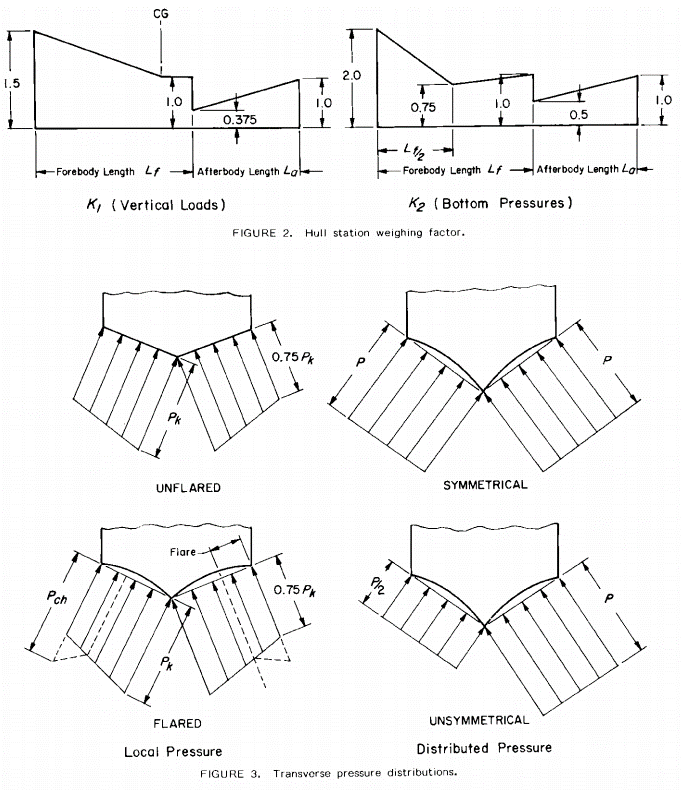 CG
1.5
1.0
0.375
1.0
Forebody Length Lf
Afterbody Length La
K1 (Vertical Loads)
2.0
0.75
1.0
0.5
1.0
Lf/2
Forebody Length Lf
Afterbody Length La
K2 (Bottom Pressures)
FIGURE 2. Hull station weighing factor.
0.75 Pk
Pk
UNFLARED
P
P
SYMMETRICAL
Flare
Pch
0.75 Pk
Pk
FLARED
Local Pressure
P/2
P
UNSYMMETRICAL
Distributed Pressure
FIGURE 3. Transverse pressure distributions.